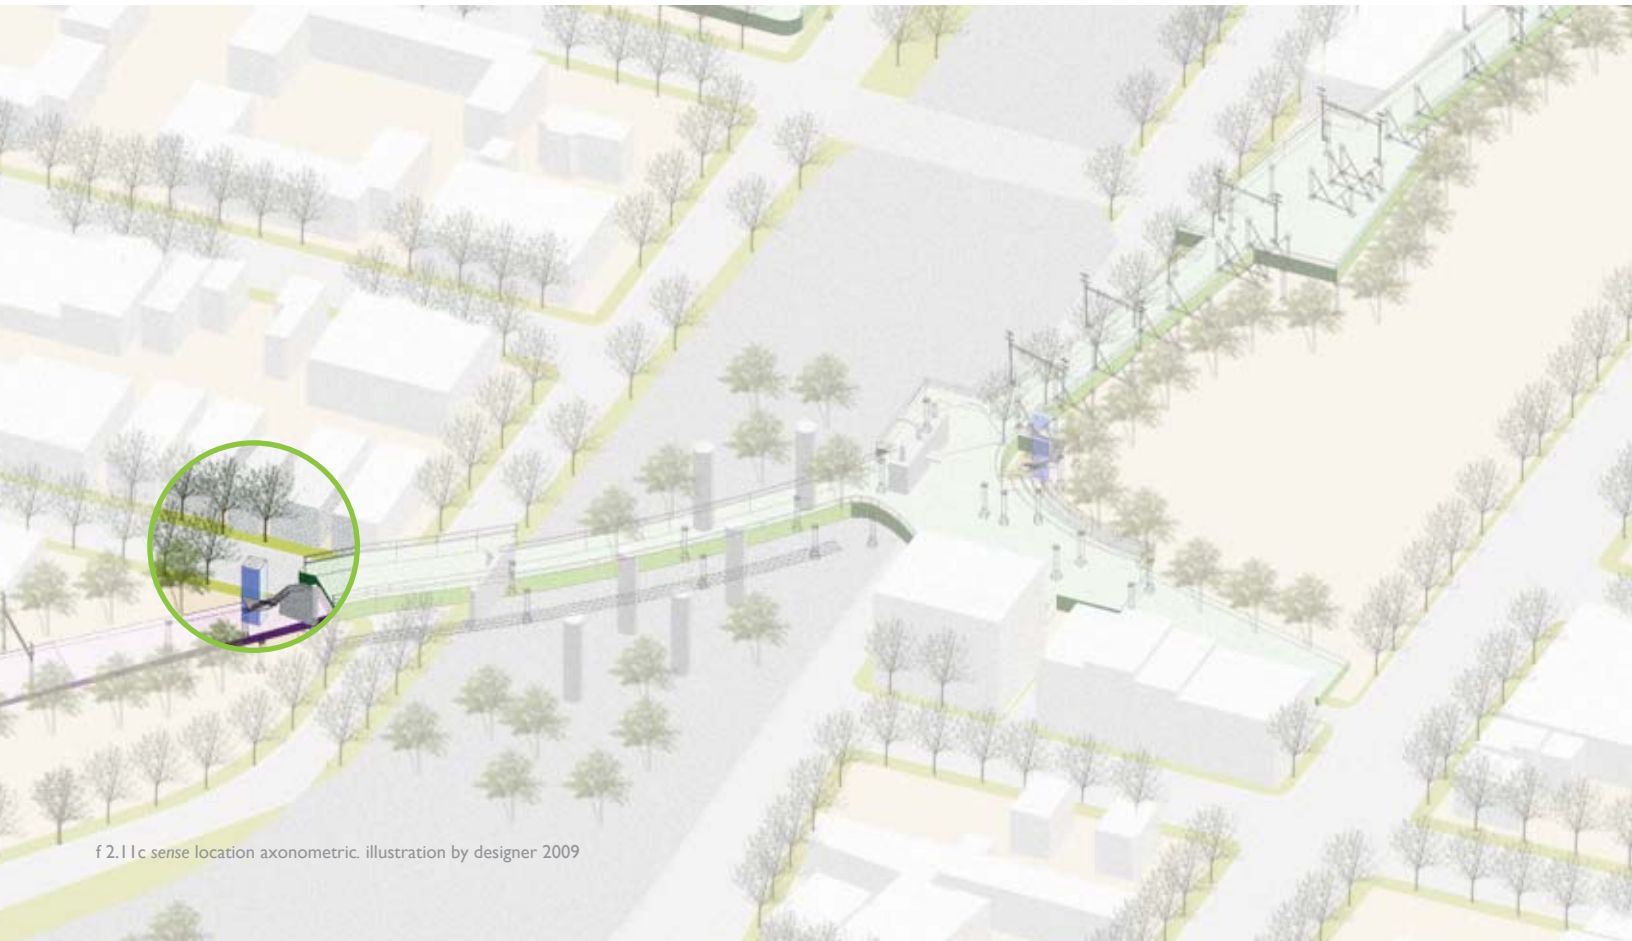 f 2.11c sense location axonometric. illustration by designer 2009